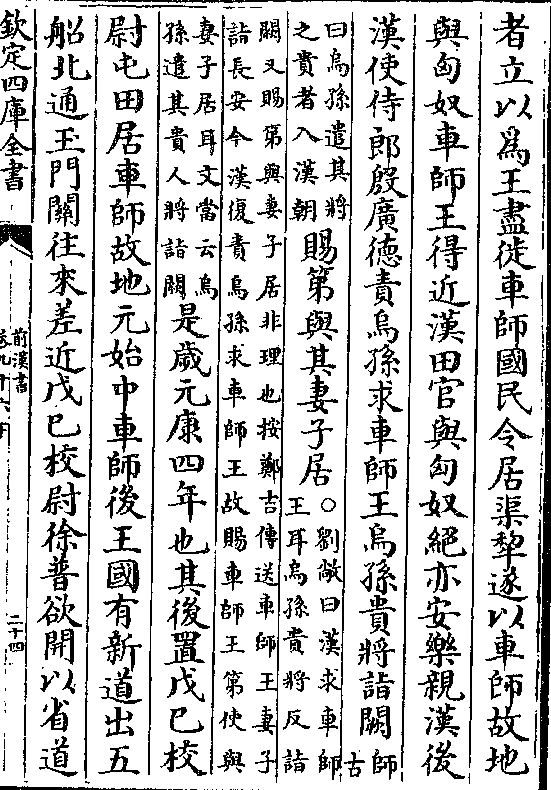 者立以為王盡徙車師國民令居渠犂遂以車師故地
與匈奴車師王得近漢田官與匈奴絶亦安樂親漢後
漢使侍郎殷廣德責烏孫求車師王烏孫貴將詣闕師古
曰烏孫遣其將之貴者入漢朝賜第與其妻子居○劉敞曰漢求車師王耳烏孫貴將反詣
闕又賜第與妻子居非理也按鄭吉傳送車師王妻子
詣長安今漢復責烏孫求車師王故賜車師王第使與
妻子居耳文當云烏孫遣其貴人將詣闕是歲元康四年也其後置戊已校
尉屯田居車師故地元始中車師後王國有新道出五
船北通玉門闗往來差近戊已校尉徐普欲開以省道
欽定四庫全書
前漢書
卷九十六下
二十四